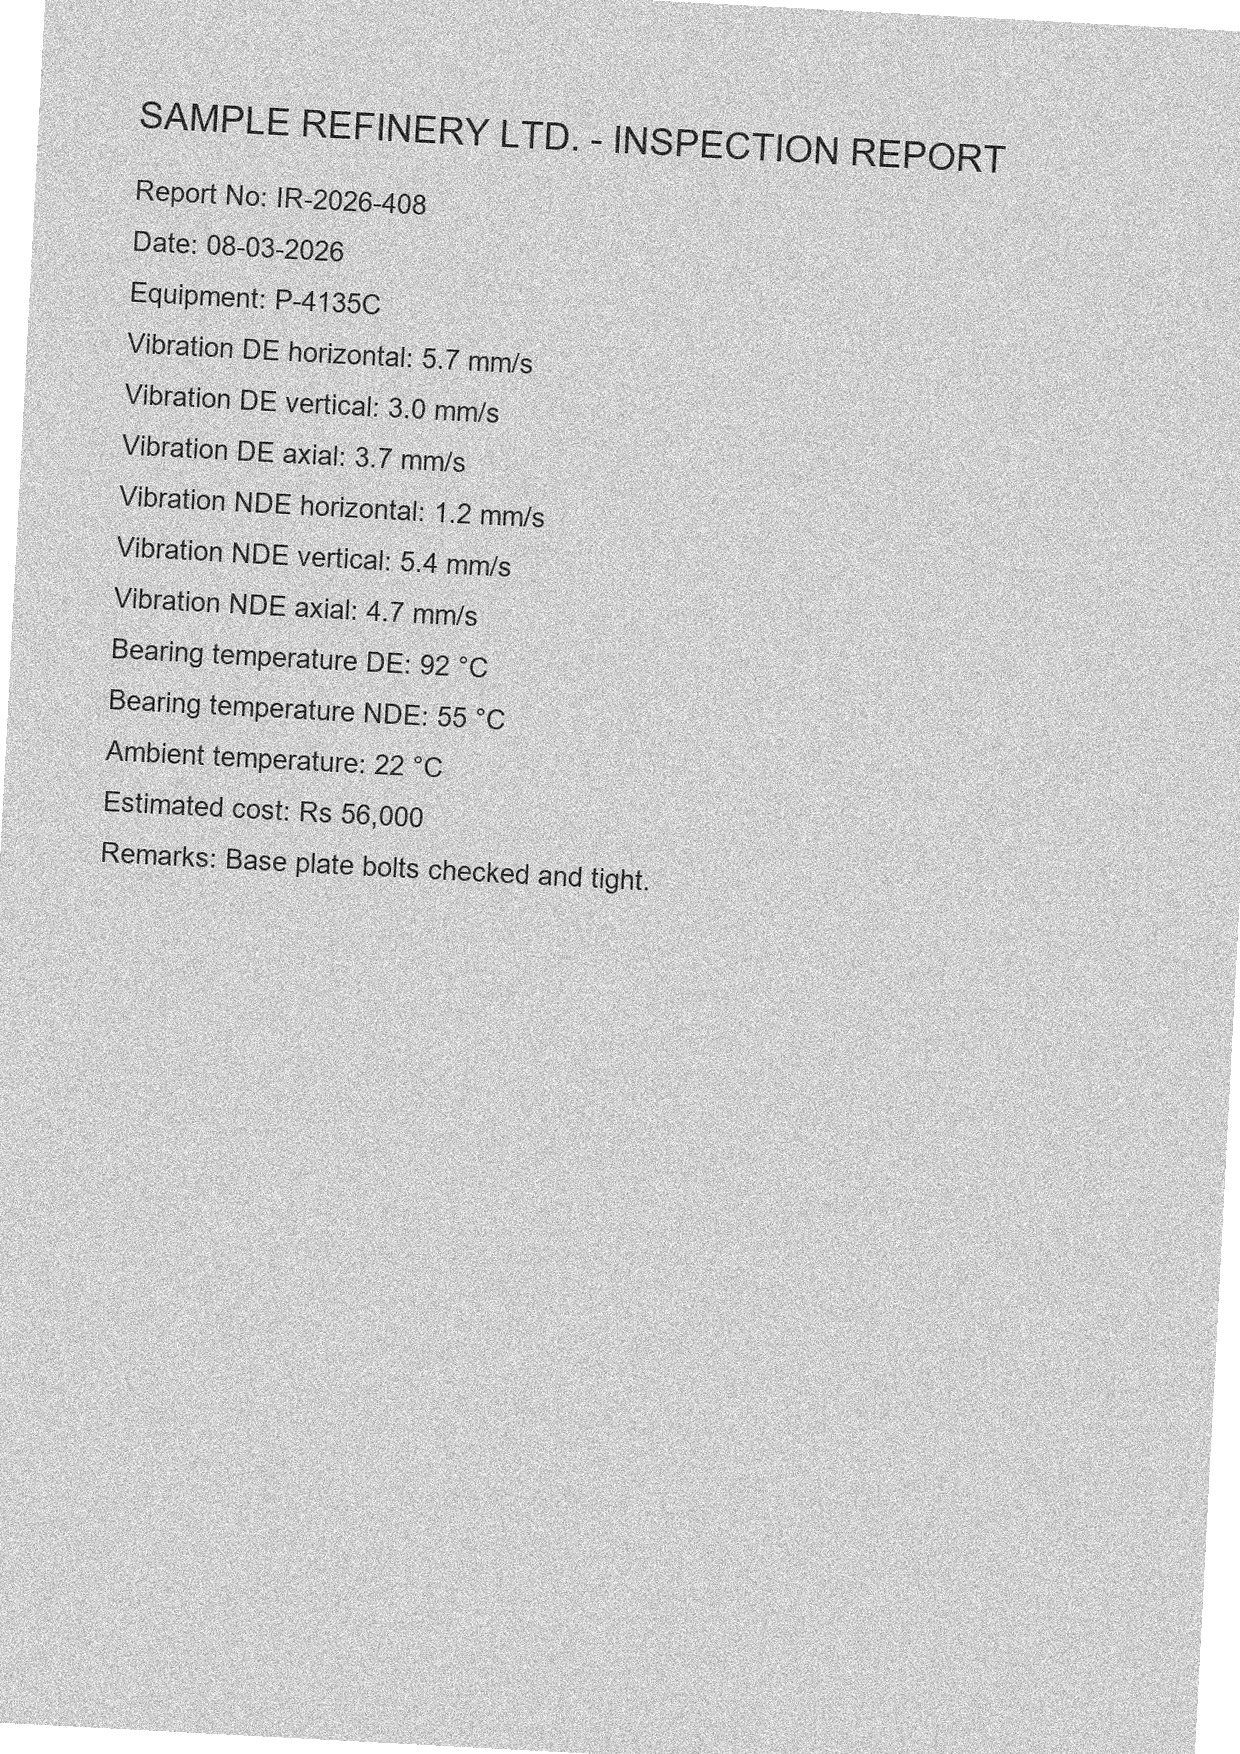 SAMPLE REFINERY LTD. - INSPECTION REPORT
Report No: IR-2026-408
Date: 08-03-2026
Equipment: P-4135C
Vibration DE horizontal: 5.7 mm/s
Vibration DE vertical: 3.0 mm/s
Vibration DE axial: 3.7 mm/s
Vibration NDE horizontal: 1.2 mm/s
Vibration NDE vertical: 5.4 mm/s
Vibration NDE axial: 4.7 mm/s
Bearing temperature DE: 92 °C
Bearing temperature NDE: 55 °C
Ambient temperature: 22 °C
Estimated cost: Rs 56,000
Remarks: Base plate bolts checked and tight.